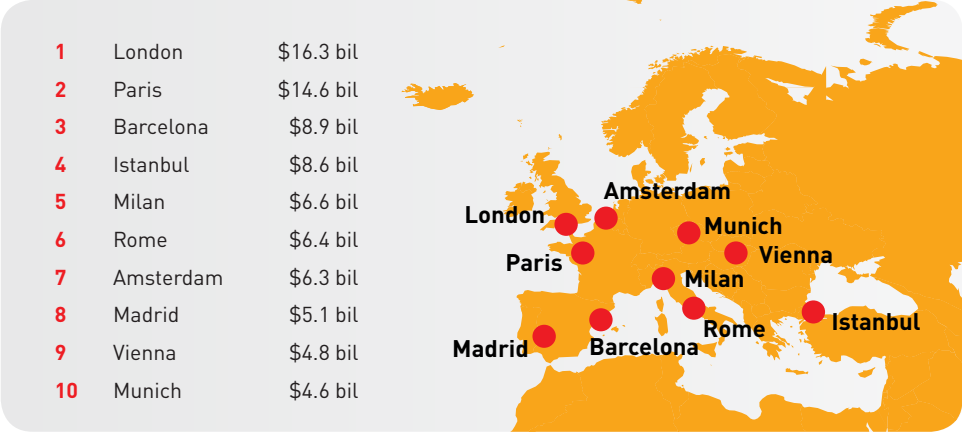 1 London $16.3 bil
2 Paris $14.6 bil
3 Barcelona $8.9 bil
4 Istanbul $8.6 bil
5 Milan $6.6 bil
6 Rome $6.4 bil
7 Amsterdam $6.3 bil
8 Madrid $5.1 bil
9 Vienna $4.8 bil
10 Munich $4.6 bil
Amsterdam
London
Munich
Vienna
Paris
Milan
Istanbul
Rome
Madrid
Barcelona